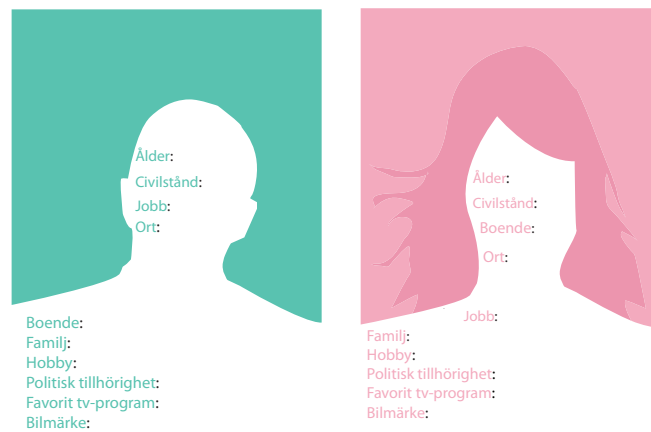 Ålder:
Civilstånd:
Jobb:
Ort:
Boende:
Familj:
Hobby:
Politisk tillhörighet:
Favorit tv-program:
Bilmärke:
Ålder:
Civilstånd:
Boende:
Ort:
Jobb:
Familj:
Hobby:
Politisk tillhörighet:
Favorit tv-program:
Bilmärke: